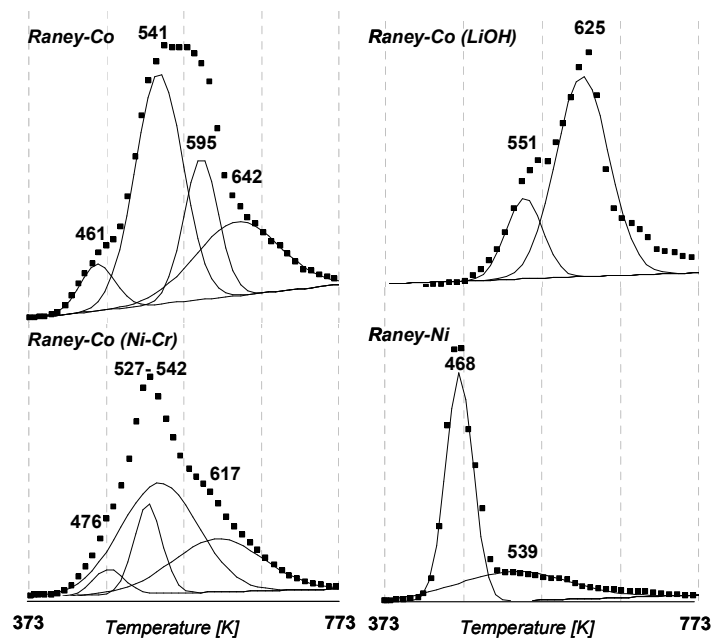 Raney-Co
541
595
642
461
Raney-Co (LiOH)
625
551
Raney-Co (Ni-Cr)
527-542
617
476
Raney-Ni
468
539
373
Temperature [K]
773
373
Temperature [K]
773